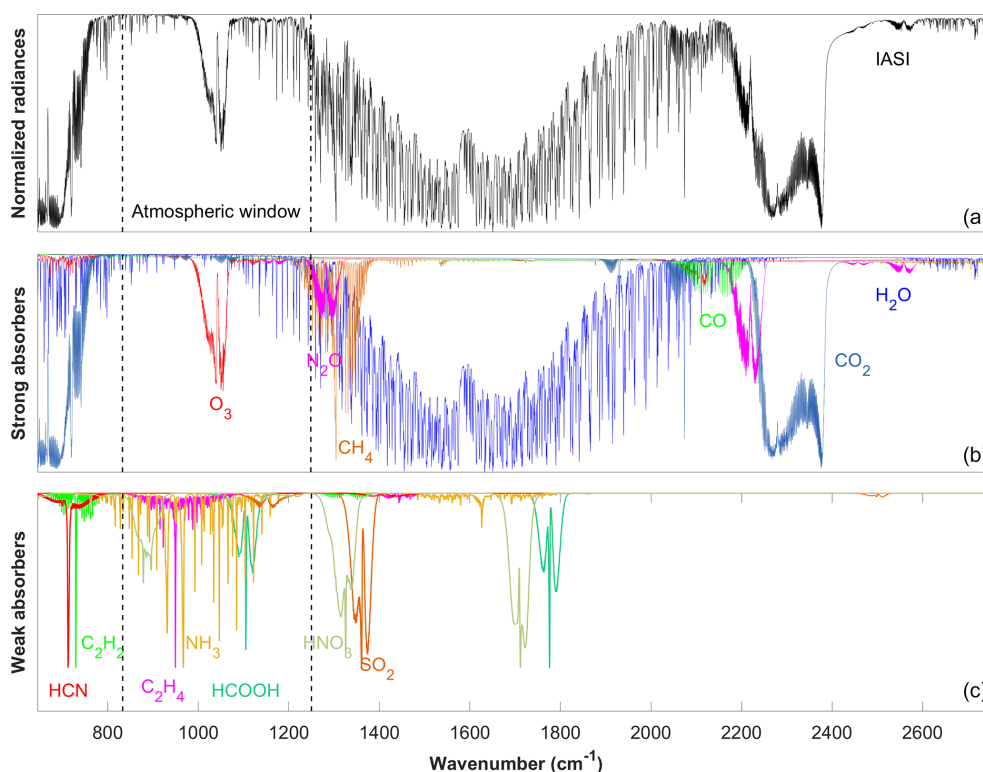 Normalized radiances
IASI
Atmospheric window
(a)
Strong absorbers
H₂O
CO
N₂O
CO₂
O₃
CH₄
(b)
Weak absorbers
C₂H₂
NH₃
HNO₃
SO₂
HCN
C₂H₄
HCOOH
(c)
800 1000 1200 1400 1600 1800 2000 2200 2400 2600
Wavenumber (cm⁻¹)